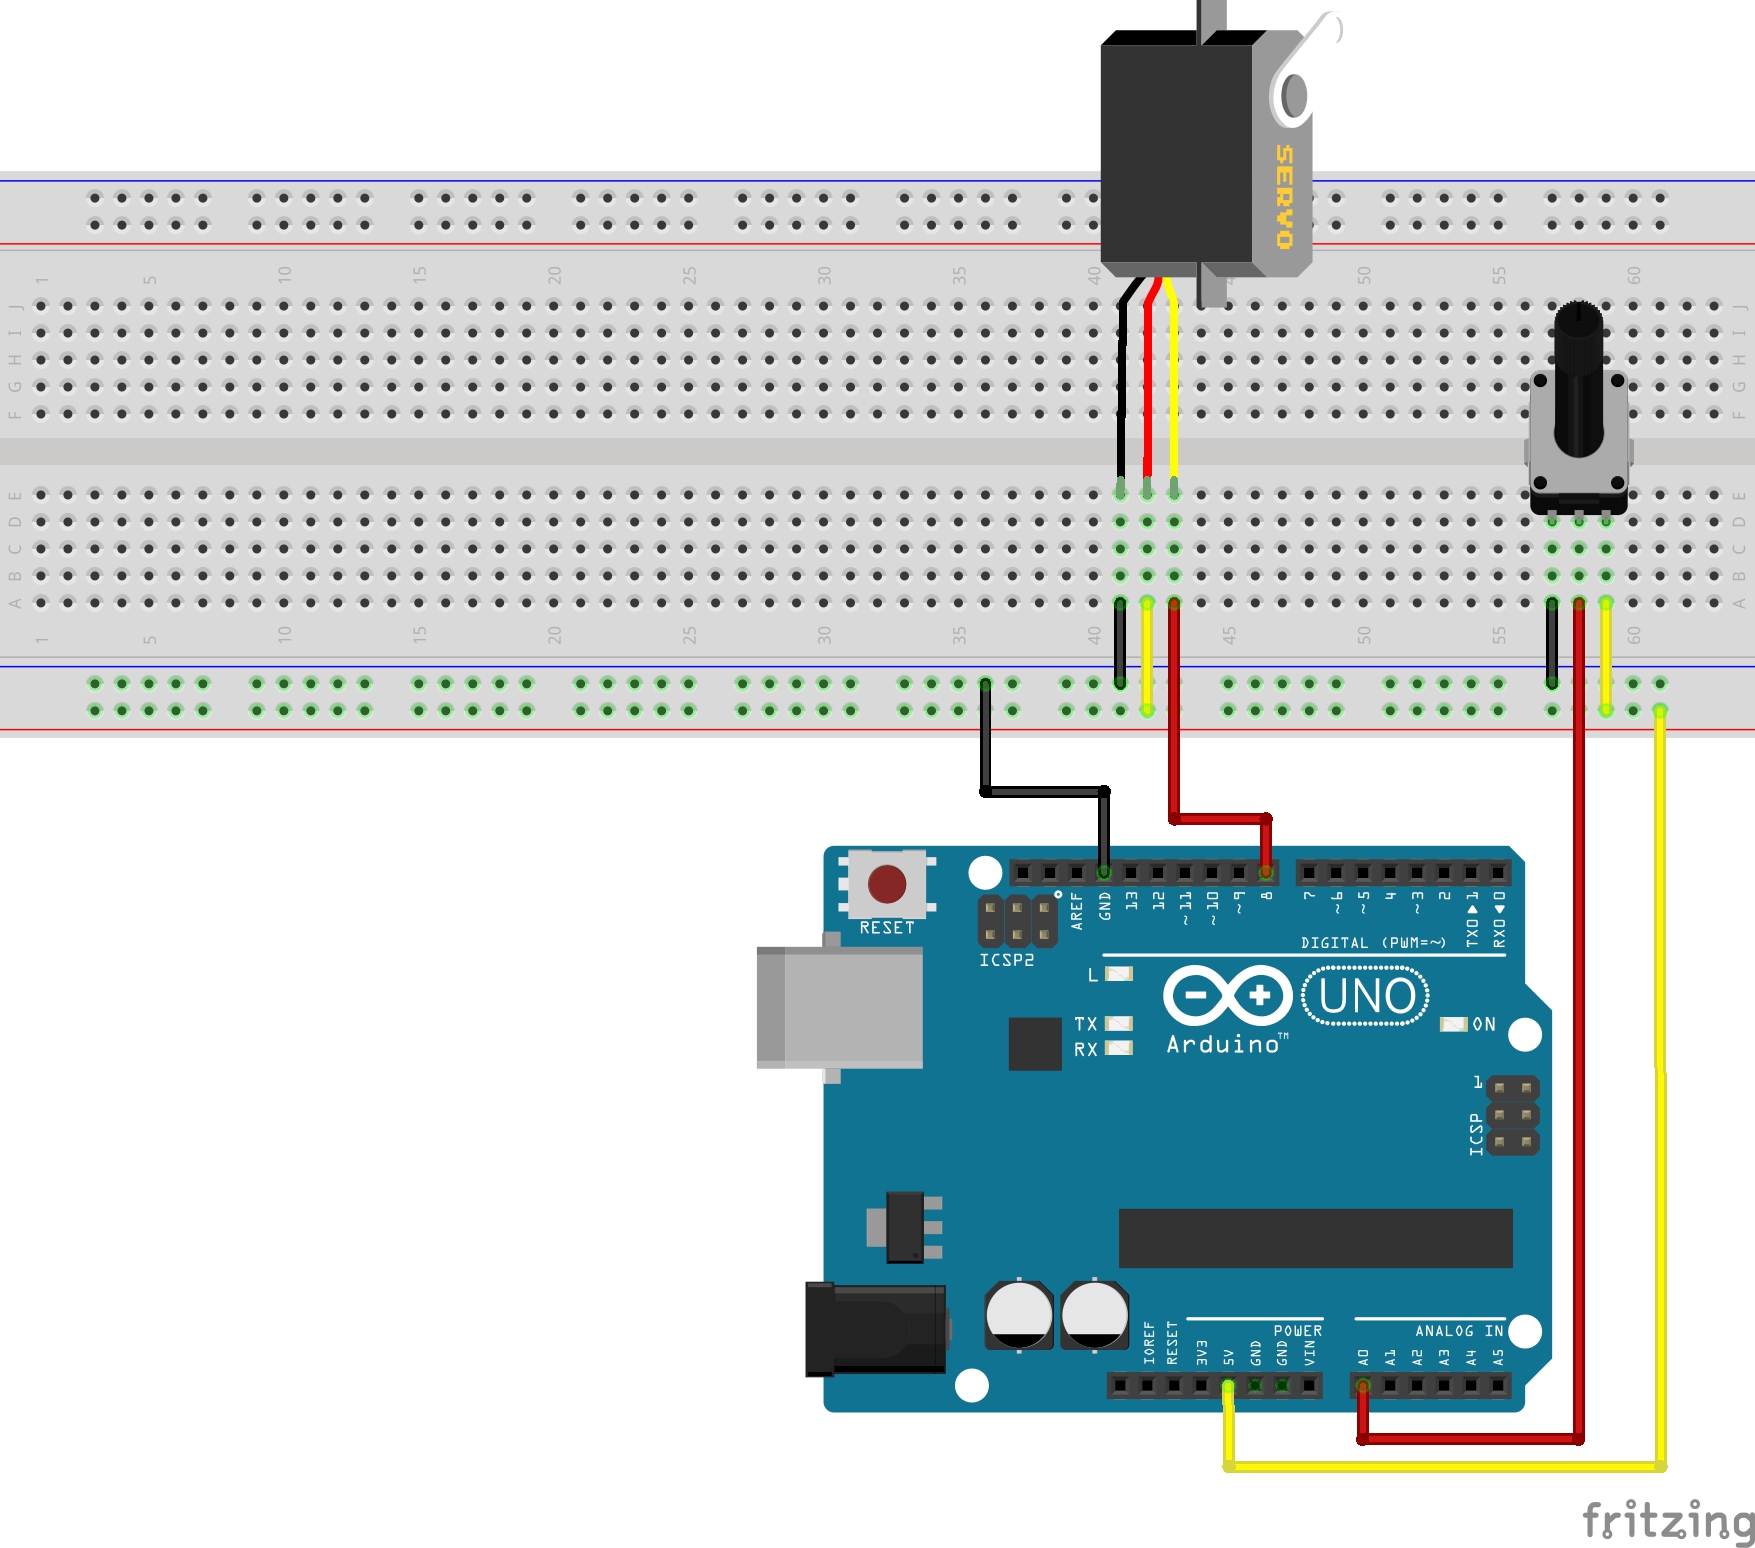 SERVO
1 5 10 15 20 25 30 35 40 50 55 60
J J
I I
H H
G G
F F
E E
D D
C C
B B
A A
1 5 10 15 20 25 30 35 40 45 50 55 60
RESET
ICSP2
AREF
GND
13
12
~11
~10
~9
8
7
~6
~5
4
~3
2
TX0▶1
RX0◀0
DIGITAL (PWM=~)
L
TX
RX
UNO
Arduino™
ON
1
ICSP
IOREF
RESET
3V3
5V
GND
GND
VIN
POWER
ANALOG IN
A0
A1
A2
A3
A4
A5
fritzing